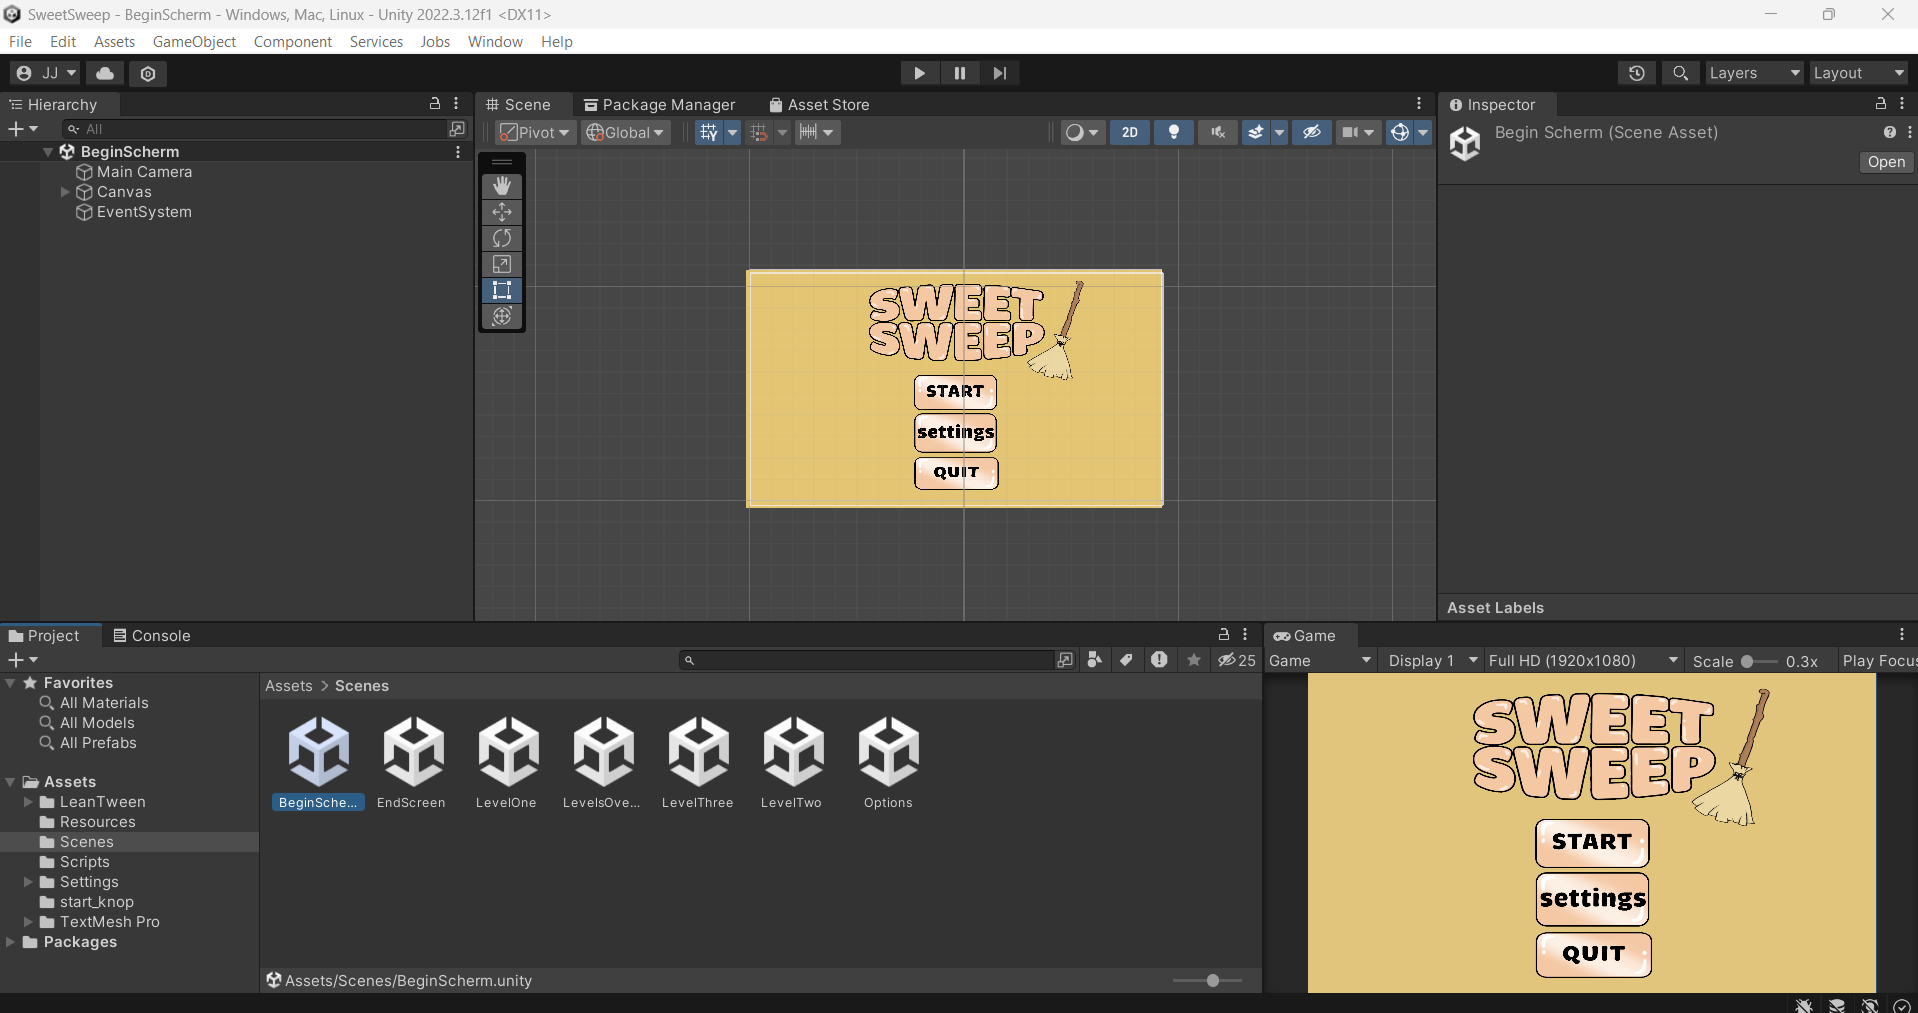 SweetSweep - BeginScherm - Windows, Mac, Linux - Unity 2022.3.12f1 <DX11>
File Edit Assets GameObject Component Services Jobs Window Help
JJ
Layers
Layout
Hierarchy
All
BeginScherm
Main Camera
Canvas
EventSystem
Scene
Package Manager
Asset Store
Pivot
Global
2D
SWEET
SWEEP
START
settings
QUIT
Inspector
Begin Scherm (Scene Asset)
Open
Asset Labels
Project
Console
25
Favorites
All Materials
All Models
All Prefabs
Assets
LeanTween
Resources
Scenes
Scripts
Settings
start_knop
TextMesh Pro
Packages
Assets > Scenes
BeginSche...
EndScreen
LevelOne
LevelsOve...
LevelThree
LevelTwo
Options
Assets/Scenes/BeginScherm.unity
Game
Game Display 1 Full HD (1920x1080) Scale 0.3x Play Focus
SWEET
SWEEP
START
settings
QUIT